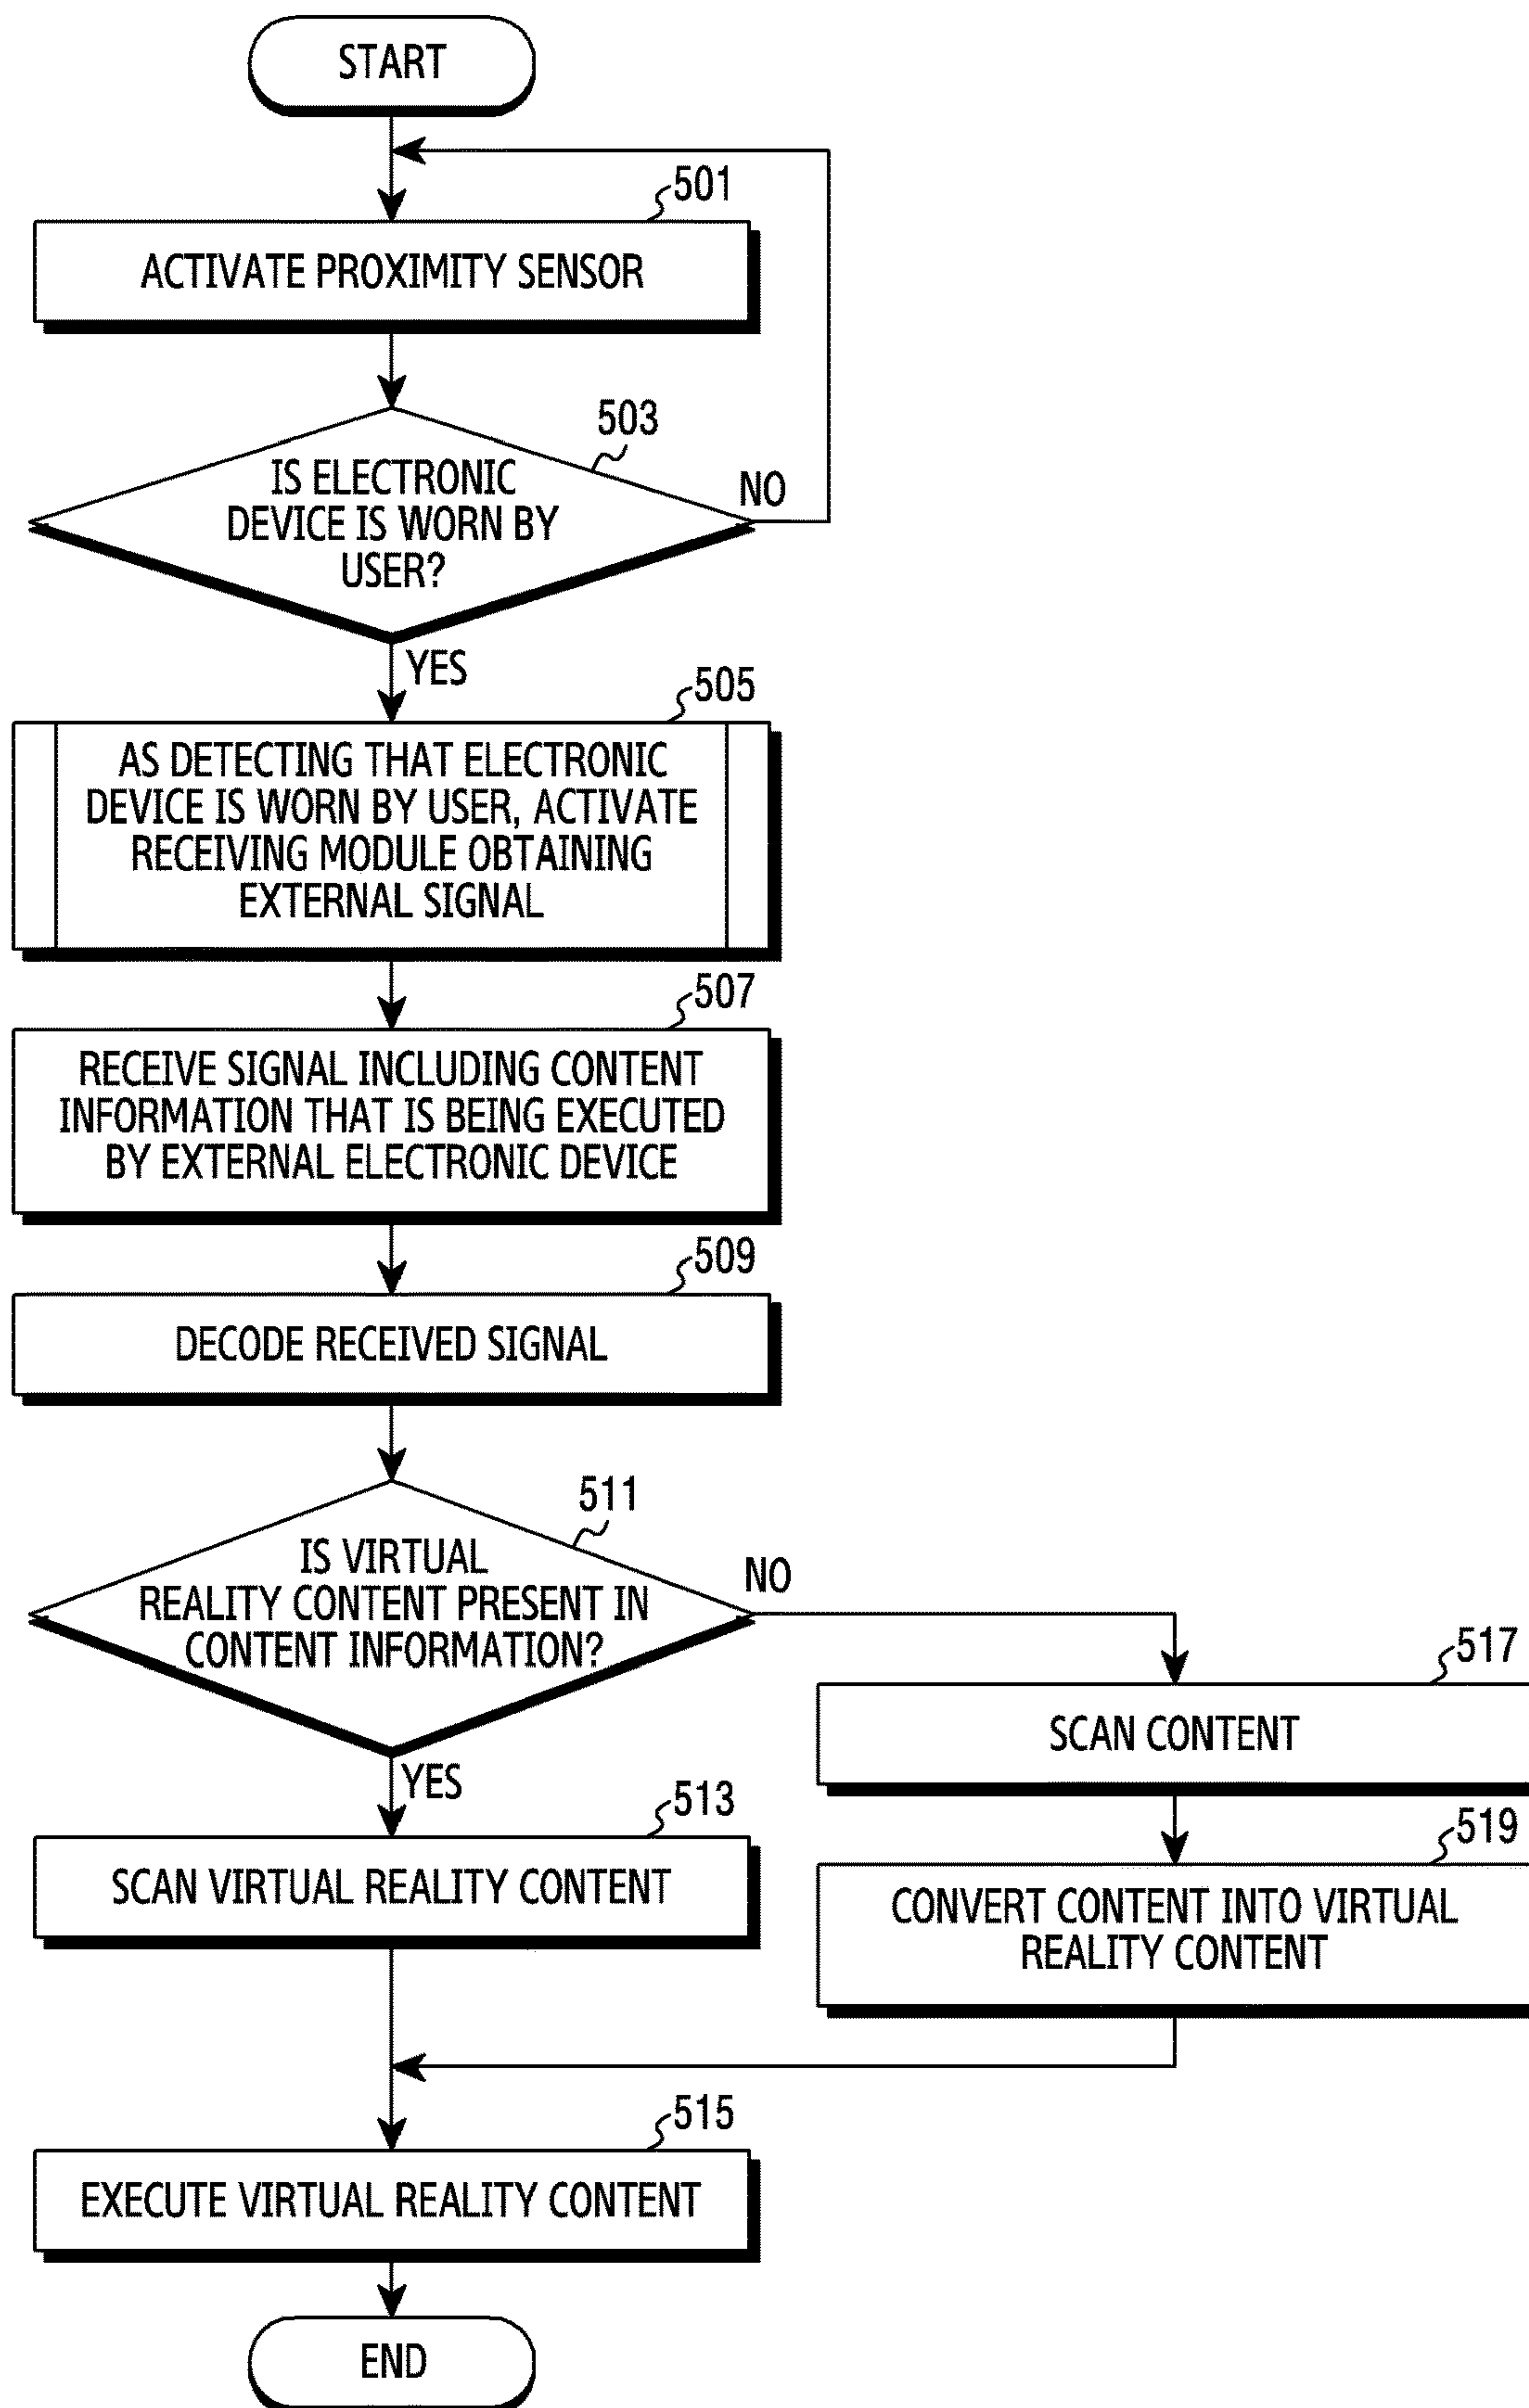 START
501
ACTIVATE PROXIMITY SENSOR
503
IS ELECTRONIC
DEVICE IS WORN BY
USER?
NO
YES
505
AS DETECTING THAT ELECTRONIC
DEVICE IS WORN BY USER, ACTIVATE
RECEIVING MODULE OBTAINING
EXTERNAL SIGNAL
507
RECEIVE SIGNAL INCLUDING CONTENT
INFORMATION THAT IS BEING EXECUTED
BY EXTERNAL ELECTRONIC DEVICE
509
DECODE RECEIVED SIGNAL
511
IS VIRTUAL
REALITY CONTENT PRESENT IN
CONTENT INFORMATION?
NO
YES
517
SCAN CONTENT
513
SCAN VIRTUAL REALITY CONTENT
519
CONVERT CONTENT INTO VIRTUAL
REALITY CONTENT
515
EXECUTE VIRTUAL REALITY CONTENT
END